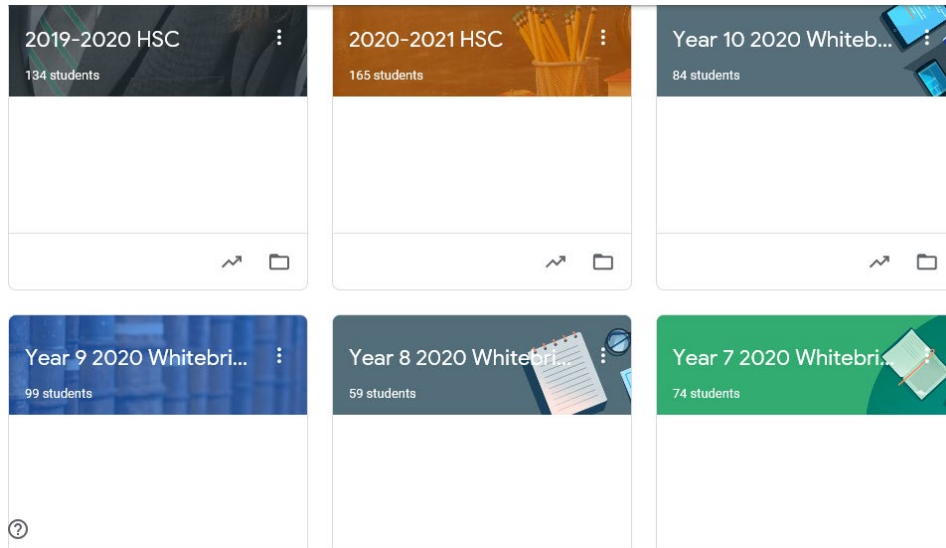 2019-2020 HSC
134 students
2020-2021 HSC
165 students
Year 10 2020 Whiteb...
84 students
Year 9 2020 Whitebri...
99 students
Year 8 2020 Whitebri...
59 students
Year 7 2020 Whitebri...
74 students